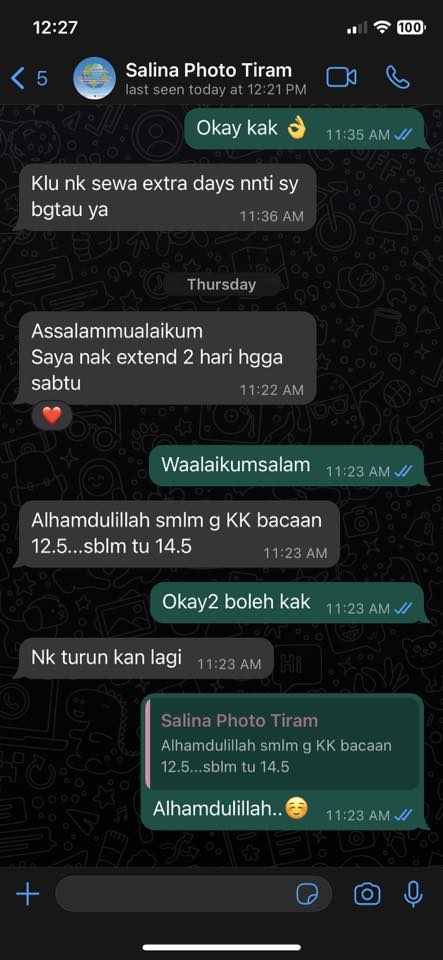 12:27
100
5
Salina Photo Tiram
last seen today at 12:21 PM
Okay kak 👌 11:35 AM
Klu nk sewa extra days nnti sy
bgtau ya 11:36 AM
Thursday
Assalammualaikum
Saya nak extend 2 hari hgga
sabtu 11:22 AM
❤️
Waalaikumsalam 11:23 AM
Alhamdulillah smlm g KK bacaan
12.5...sblm tu 14.5 11:23 AM
Okay2 boleh kak 11:23 AM
Nk turun kan lagi 11:23 AM
Salina Photo Tiram
Alhamdulillah smlm g KK bacaan
12.5...sblm tu 14.5
Alhamdulillah..☺️ 11:23 AM